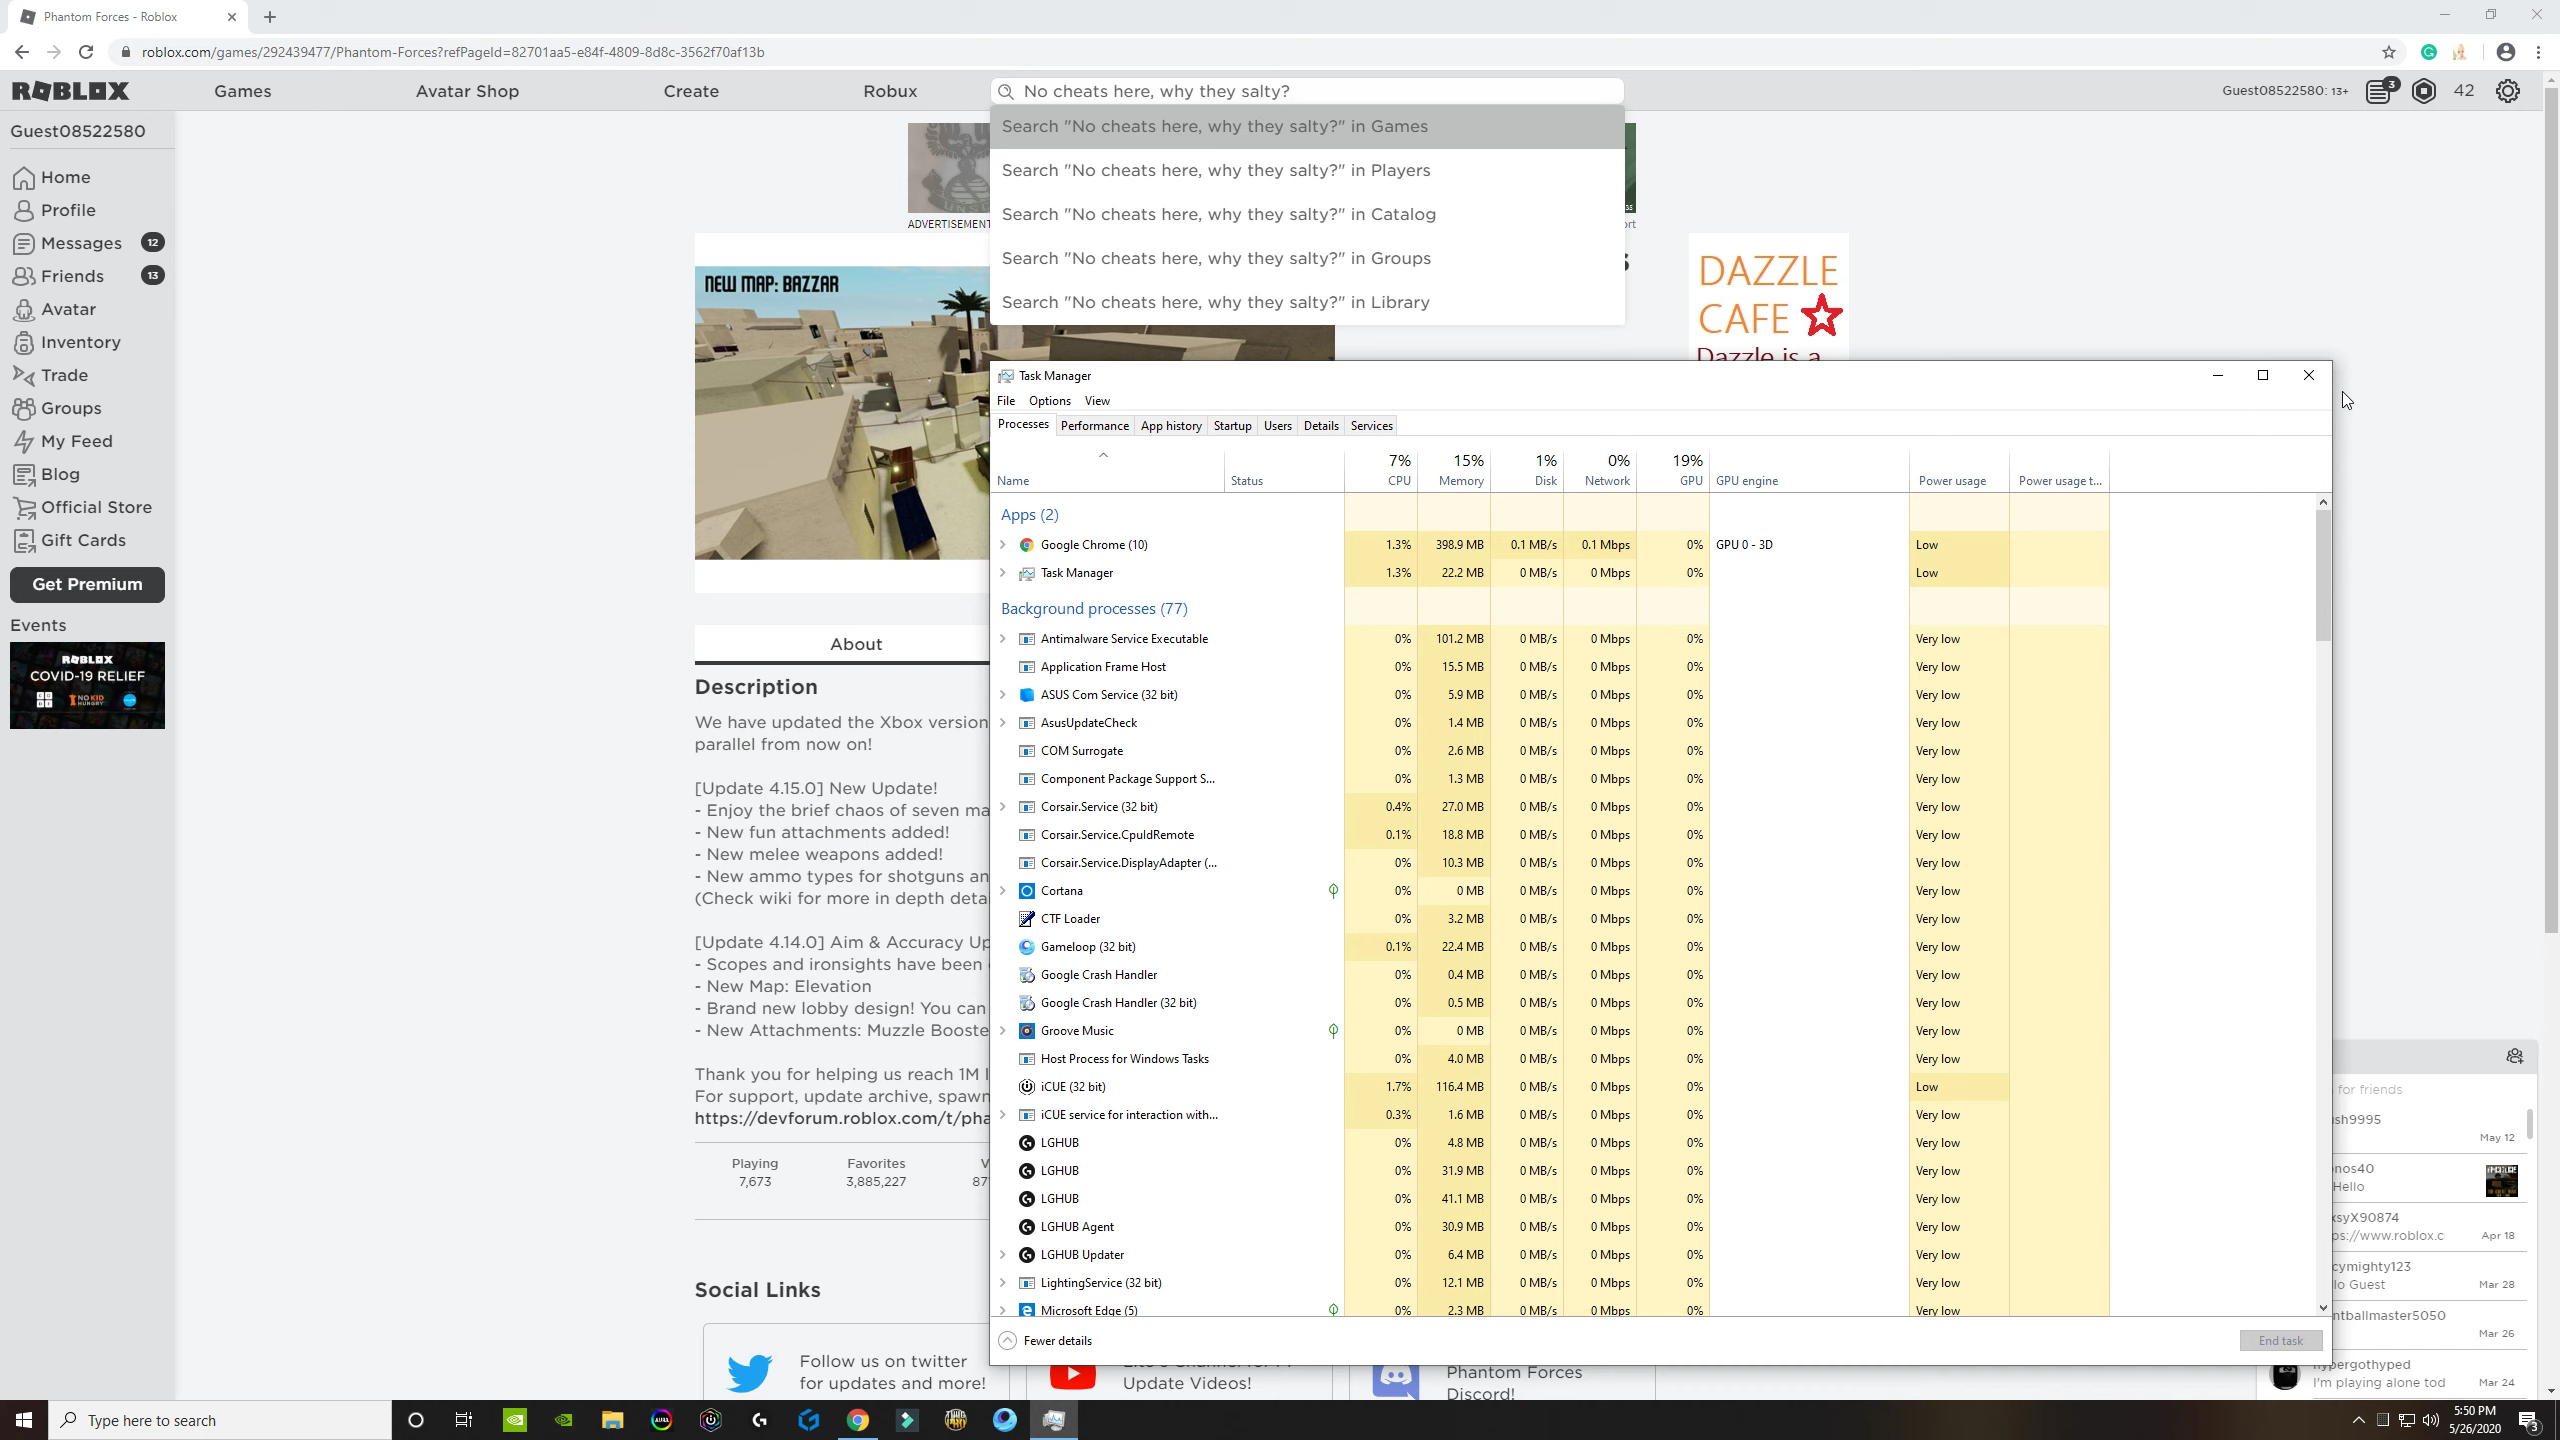 Phantom Forces - Roblox
roblox.com/games/292439477/Phantom-Forces?refPageId=82701aa5-e84f-4809-8d8c-3562f70af13b
ROBLOX
Games
Avatar Shop
Create
Robux
No cheats here, why they salty?
Guest08522580: 13+
3
42
Search "No cheats here, why they salty?" in Games
Search "No cheats here, why they salty?" in Players
Search "No cheats here, why they salty?" in Catalog
Search "No cheats here, why they salty?" in Groups
Search "No cheats here, why they salty?" in Library
Guest08522580
Home
Profile
Messages 12
Friends 13
Avatar
Inventory
Trade
Groups
My Feed
Blog
Official Store
Gift Cards
Get Premium
Events
ROBLOX
COVID-19 RELIEF
NO KID
HUNGRY
ADVERTISEMENT
NEW MAP: BAZZAR
DAZZLE
CAFE
Dazzle is a
About
Description
We have updated the Xbox version
parallel from now on!
[Update 4.15.0] New Update!
- Enjoy the brief chaos of seven ma
- New fun attachments added!
- New melee weapons added!
- New ammo types for shotguns an
(Check wiki for more in depth deta
[Update 4.14.0] Aim & Accuracy Up
- Scopes and ironsights have been
- New Map: Elevation
- Brand new lobby design! You can
- New Attachments: Muzzle Booste
Thank you for helping us reach 1M l
For support, update archive, spawn
https://devforum.roblox.com/t/pha
Playing
7,673
Favorites
3,885,227
V
87
Social Links
Follow us on twitter
for updates and more!
Update Videos!
Phantom Forces
Discord!
Task Manager
File Options View
Processes Performance App history Startup Users Details Services
7% 15% 1% 0% 19%
Name Status CPU Memory Disk Network GPU GPU engine Power usage Power usage t...
Apps (2)
Google Chrome (10) 1.3% 398.9 MB 0.1 MB/s 0.1 Mbps 0% GPU 0 - 3D Low
Task Manager 1.3% 22.2 MB 0 MB/s 0 Mbps 0% Low
Background processes (77)
Antimalware Service Executable 0% 101.2 MB 0 MB/s 0 Mbps 0% Very low
Application Frame Host 0% 15.5 MB 0 MB/s 0 Mbps 0% Very low
ASUS Com Service (32 bit) 0% 5.9 MB 0 MB/s 0 Mbps 0% Very low
AsusUpdateCheck 0% 1.4 MB 0 MB/s 0 Mbps 0% Very low
COM Surrogate 0% 2.6 MB 0 MB/s 0 Mbps 0% Very low
Component Package Support S... 0% 1.3 MB 0 MB/s 0 Mbps 0% Very low
Corsair.Service (32 bit) 0.4% 27.0 MB 0 MB/s 0 Mbps 0% Very low
Corsair.Service.CpuIdRemote 0.1% 18.8 MB 0 MB/s 0 Mbps 0% Very low
Corsair.Service.DisplayAdapter (... 0% 10.3 MB 0 MB/s 0 Mbps 0% Very low
Cortana 0% 0 MB 0 MB/s 0 Mbps 0% Very low
CTF Loader 0% 3.2 MB 0 MB/s 0 Mbps 0% Very low
Gameloop (32 bit) 0.1% 22.4 MB 0 MB/s 0 Mbps 0% Very low
Google Crash Handler 0% 0.4 MB 0 MB/s 0 Mbps 0% Very low
Google Crash Handler (32 bit) 0% 0.5 MB 0 MB/s 0 Mbps 0% Very low
Groove Music 0% 0 MB 0 MB/s 0 Mbps 0% Very low
Host Process for Windows Tasks 0% 4.0 MB 0 MB/s 0 Mbps 0% Very low
iCUE (32 bit) 1.7% 116.4 MB 0 MB/s 0 Mbps 0% Low
iCUE service for interaction with... 0.3% 1.6 MB 0 MB/s 0 Mbps 0% Very low
LGHUB 0% 4.8 MB 0 MB/s 0 Mbps 0% Very low
LGHUB 0% 31.9 MB 0 MB/s 0 Mbps 0% Very low
LGHUB 0% 41.1 MB 0 MB/s 0 Mbps 0% Very low
LGHUB Agent 0% 30.9 MB 0 MB/s 0 Mbps 0% Very low
LGHUB Updater 0% 6.4 MB 0 MB/s 0 Mbps 0% Very low
LightingService (32 bit) 0% 12.1 MB 0 MB/s 0 Mbps 0% Very low
Microsoft Edge (5) 0% 2.3 MB 0 MB/s 0 Mbps 0% Very low
Fewer details
End task
for friends
ish9995
May 12
nos40
Hello
ksyX90874
ps://www.roblox.c Apr 18
cymighty123
lo Guest Mar 28
ntballmaster5050
Mar 26
hypergothyped
I'm playing alone tod Mar 24
Type here to search
5:50 PM
5/26/2020
3